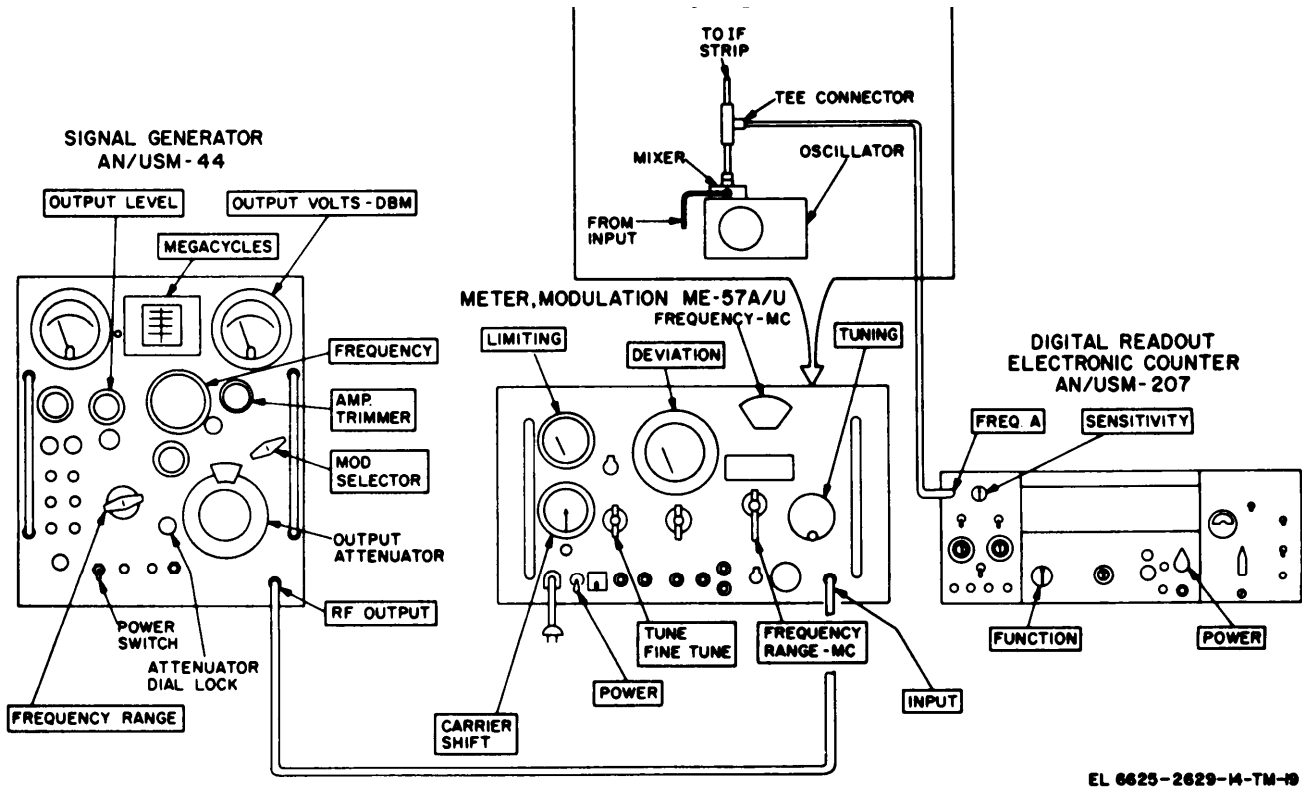 TO IF
STRIP
TEE CONNECTOR
MIXER
OSCILLATOR
FROM
INPUT
SIGNAL GENERATOR
AN/USM-44
OUTPUT LEVEL
OUTPUT VOLTS-DBM
MEGACYCLES
FREQUENCY
AMP.
TRIMMER
MOD
SELECTOR
OUTPUT
ATTENUATOR
RF OUTPUT
POWER
SWITCH
ATTENUATOR
DIAL LOCK
FREQUENCY RANGE
METER, MODULATION ME-57A/U
FREQUENCY-MC
LIMITING
DEVIATION
TUNING
TUNE
FINE TUNE
FREQUENCY
RANGE-MC
POWER
INPUT
CARRIER
SHIFT
DIGITAL READOUT
ELECTRONIC COUNTER
AN/USM-207
FREQ. A
SENSITIVITY
FUNCTION
POWER
EL 6625-2629-14-TM-19